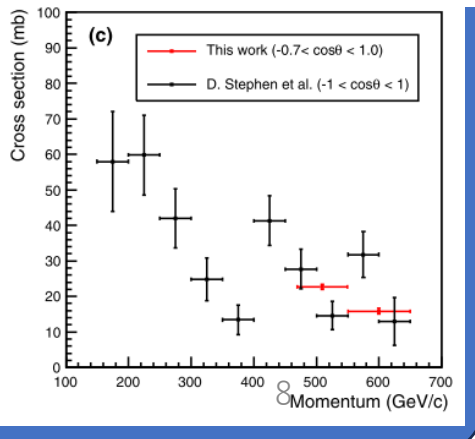 (c)
This work (-0.7< cosθ < 1.0)
D. Stephen et al. (-1 < cosθ < 1)
Cross section (mb)
100
90
80
70
60
50
40
30
20
10
0
100 200 300 400 500 600 700
8
Momentum (GeV/c)